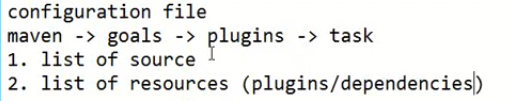 configuration file
maven -> goals -> plugins -> task
1. list of source
2. list of resources (plugins/dependencies)